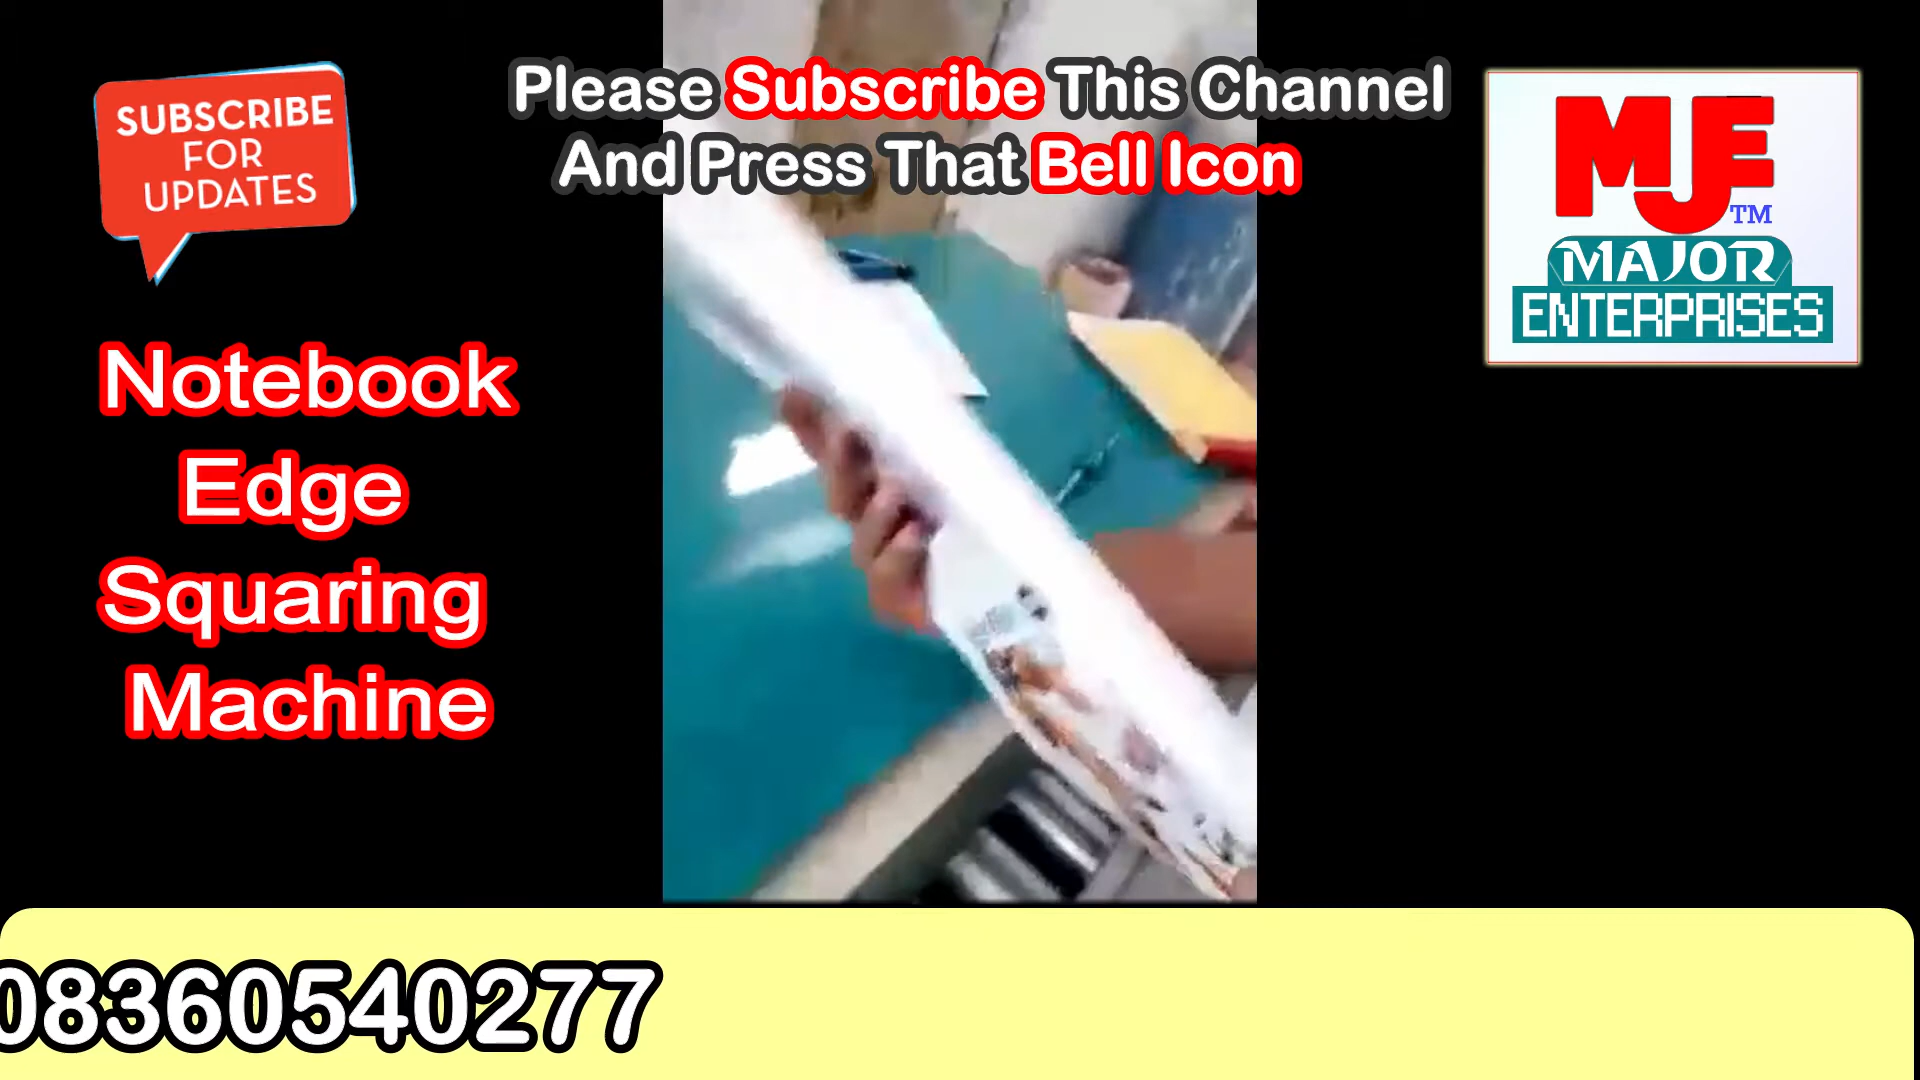 SUBSCRIBE
FOR
UPDATES
Please Subscribe This Channel
And Press That Bell Icon
MJE TM
MAJOR
ENTERPRISES
Notebook
Edge
Squaring
Machine
08360540277